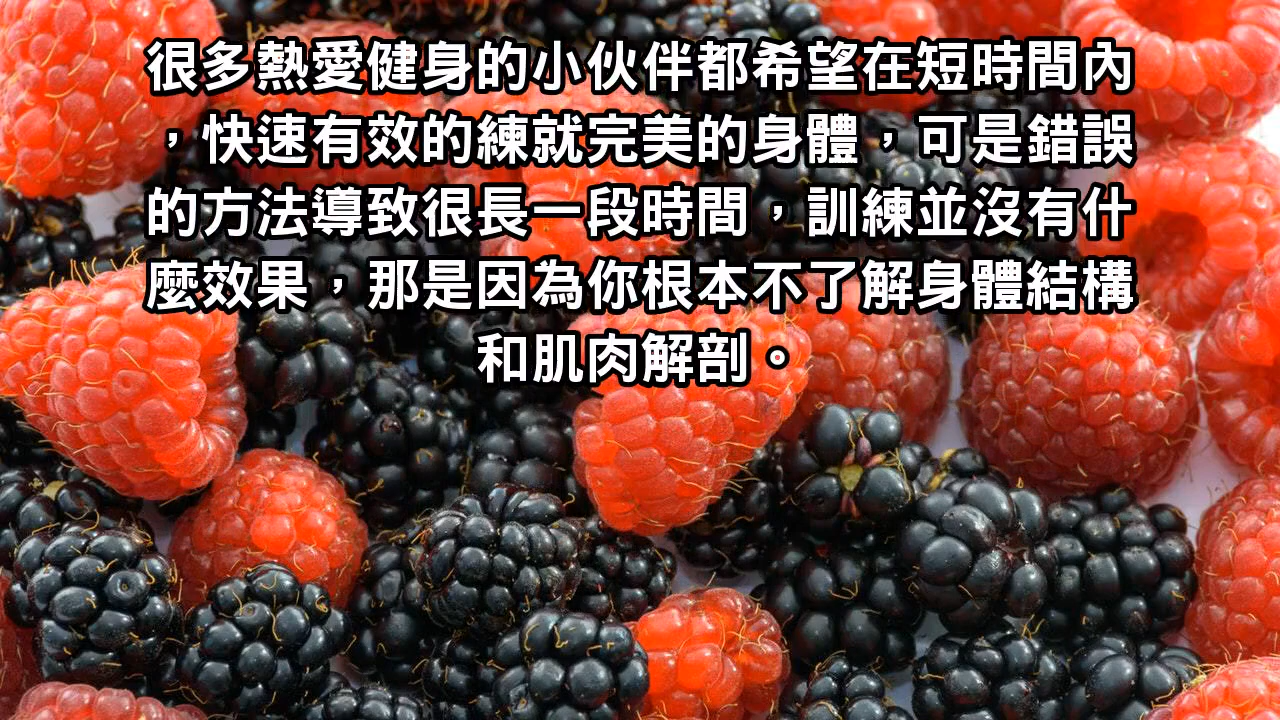 很多熱愛健身的小伙伴都希望在短時間內
，快速有效的練就完美的身體，可是錯誤
的方法導致很長一段時間，訓練並沒有什
麼效果，那是因為你根本不了解身體結構
和肌肉解剖。